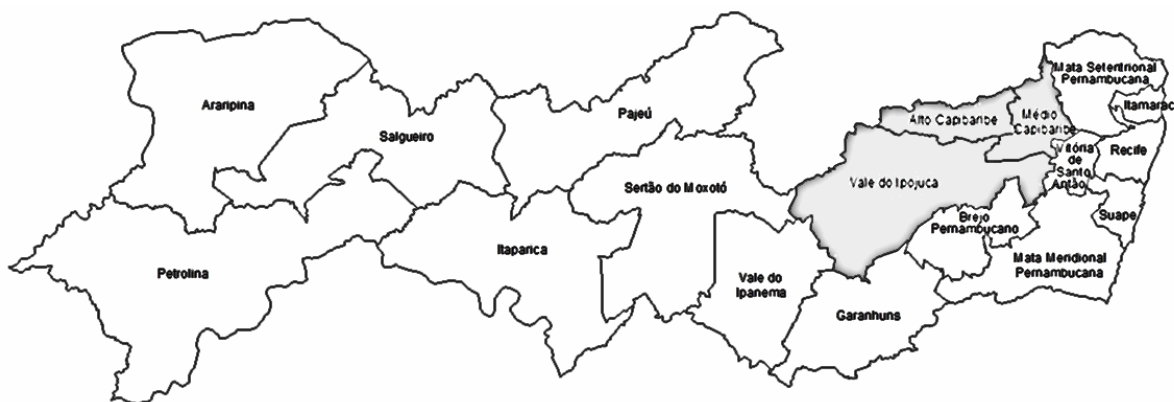 Mata Setentrional
Pernambucana
Araripina
Itamarac
Pajeú
Alto Capibaribe
Médio
Capibaribe
Salgueiro
Vitória
de
Santo
Antão
Recife
Vale do Ipojuca
Sertão do Moxotó
Suape
Brejo
Pernambucano
Itaparica
Mata Meridional
Pernambucana
Petrolina
Vale do
Ipanema
Garanhuns